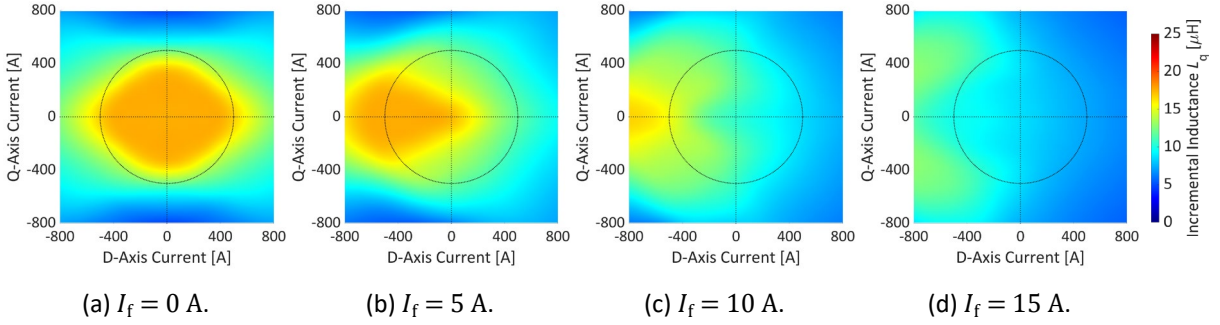 800
400
0
-400
-800
Q-Axis Current [A]
-800 -400 0 400 800
D-Axis Current [A]
(a) I_f = 0 A.
800
400
0
-400
-800
Q-Axis Current [A]
-800 -400 0 400 800
D-Axis Current [A]
(b) I_f = 5 A.
800
400
0
-400
-800
Q-Axis Current [A]
-800 -400 0 400 800
D-Axis Current [A]
(c) I_f = 10 A.
800
400
0
-400
-800
Q-Axis Current [A]
-800 -400 0 400 800
D-Axis Current [A]
(d) I_f = 15 A.
25
20
15
10
5
0
Incremental Inductance L_q [μH]